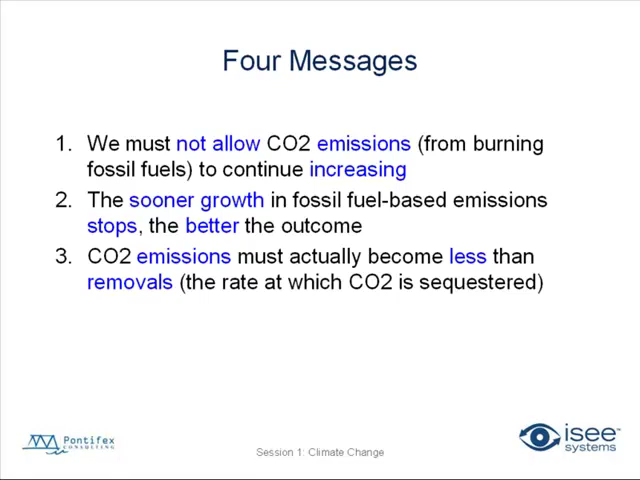 Four Messages
1. We must not allow CO2 emissions (from burning
fossil fuels) to continue increasing
2. The sooner growth in fossil fuel-based emissions
stops, the better the outcome
3. CO2 emissions must actually become less than
removals (the rate at which CO2 is sequestered)
Pontifex
CONSULTING
Session 1: Climate Change
isee™
systems